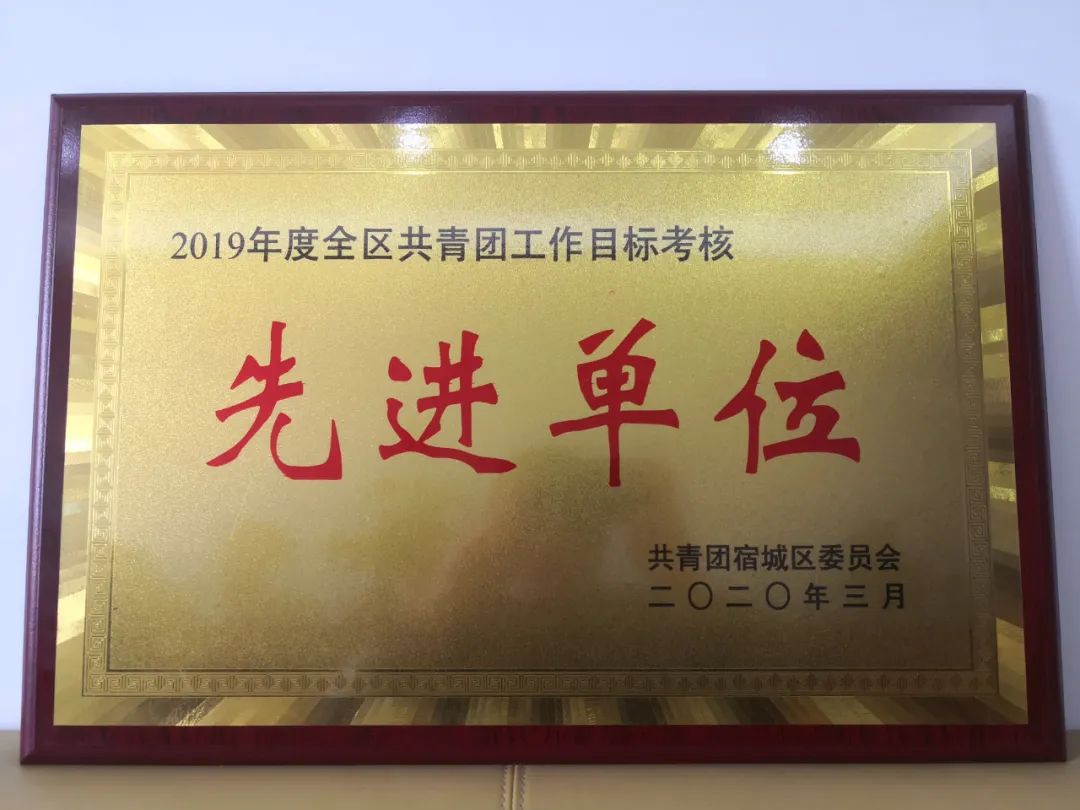 2019年度全区共青团工作目标考核
先进单位
共青团宿城区委员会
二〇二〇年三月